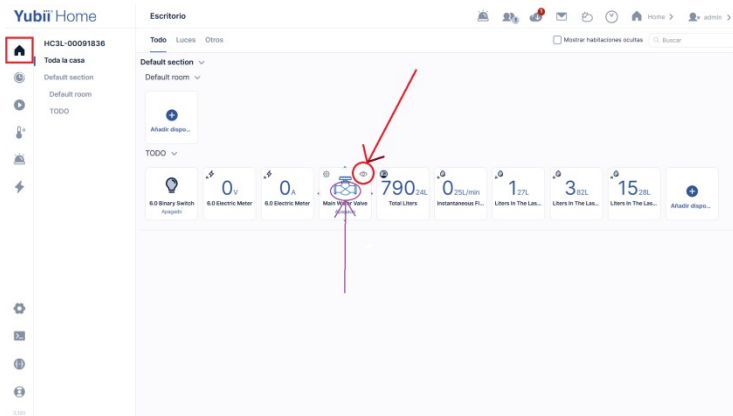 Yubii Home
Escritorio
Home >
admin >
HC3L-00091836
Toda la casa
Default section
Default room
TODO
Todo Luces Otros
Mostrar habitaciones ocultas
Buscar
Default section
Default room
Añadir dispo...
TODO
6.0 Binary Switch
Apagado
0 V
6.0 Electric Meter
0 A
6.0 Electric Meter
Main Water Valve
790 24L
Total Liters
0 25L/min
Instantaneous Fl...
1 27L
Liters In The Las...
3 82L
Liters In The Las...
15 28L
Liters In The Las...
Añadir dispo...